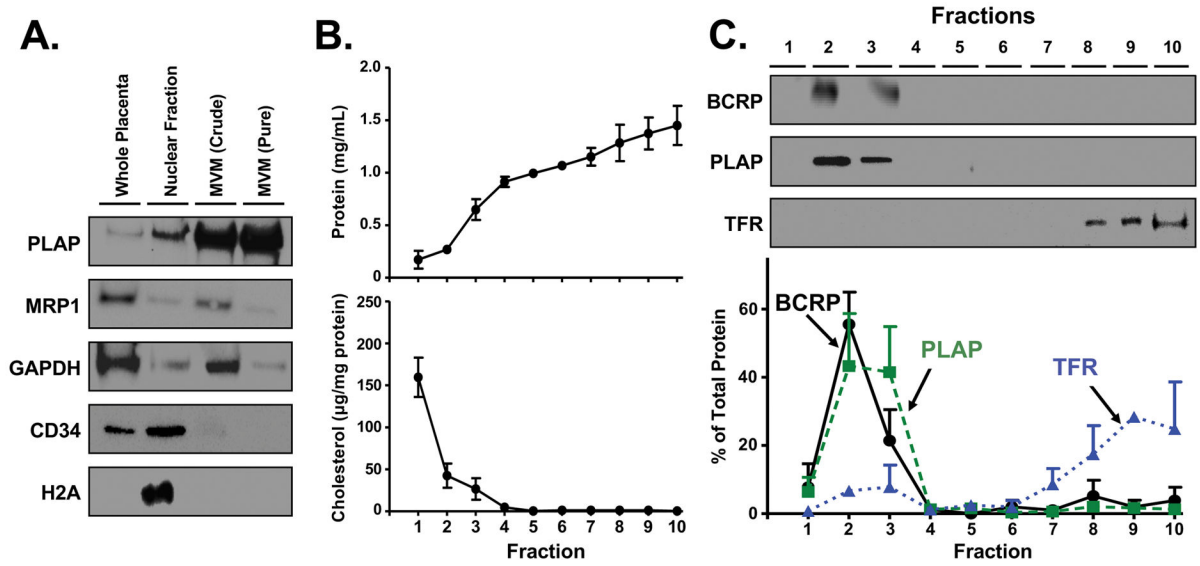 A.
Whole Placenta
Nuclear Fraction
MVM (Crude)
MVM (Pure)
PLAP
MRP1
GAPDH
CD34
H2A
B.
Protein (mg/mL)
2.0
1.5
1.0
0.5
0
Cholesterol (µg/mg protein)
250
200
150
100
50
0
1 2 3 4 5 6 7 8 9 10
Fraction
C.
Fractions
1 2 3 4 5 6 7 8 9 10
BCRP
PLAP
TFR
% of Total Protein
60
40
20
0
BCRP
PLAP
TFR
1 2 3 4 5 6 7 8 9 10
Fraction